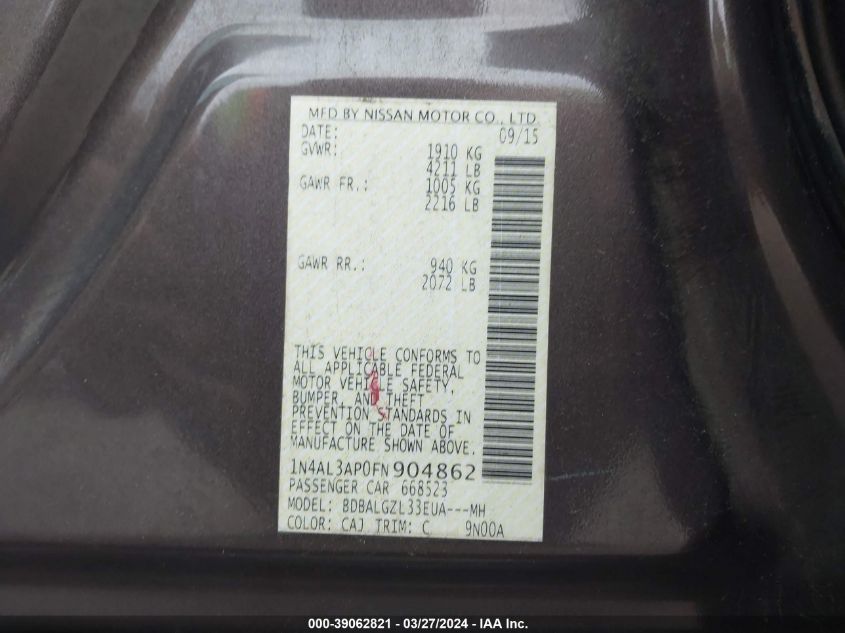 MFD BY NISSAN MOTOR CO., LTD.
DATE: 09/15
GVWR: 1910 KG
4211 LB
GAWR FR.: 1005 KG
2216 LB
GAWR RR.: 940 KG
2072 LB
THIS VEHICLE CONFORMS TO
ALL APPLICABLE FEDERAL
MOTOR VEHICLE SAFETY,
BUMPER, AND THEFT
PREVENTION STANDARDS IN
EFFECT ON THE DATE OF
MANUFACTURE SHOWN ABOVE.
1N4AL3AP0FN904862
PASSENGER CAR 668523
MODEL: BDBALGZL33EUA---MH
COLOR: CAJ TRIM: C 9N00A
000-39062821 - 03/27/2024 - IAA Inc.